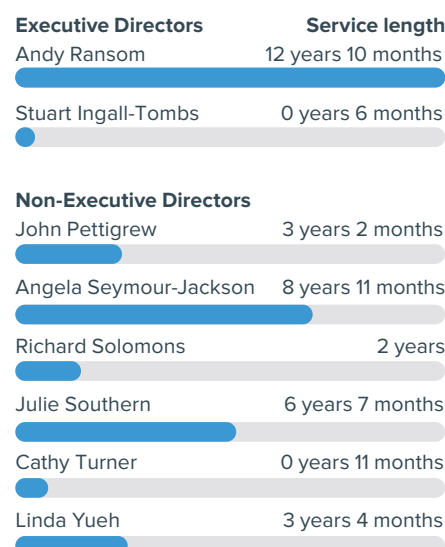 Executive Directors Service length
Andy Ransom 12 years 10 months
Stuart Ingall-Tombs 0 years 6 months
Non-Executive Directors
John Pettigrew 3 years 2 months
Angela Seymour-Jackson 8 years 11 months
Richard Solomons 2 years
Julie Southern 6 years 7 months
Cathy Turner 0 years 11 months
Linda Yueh 3 years 4 months